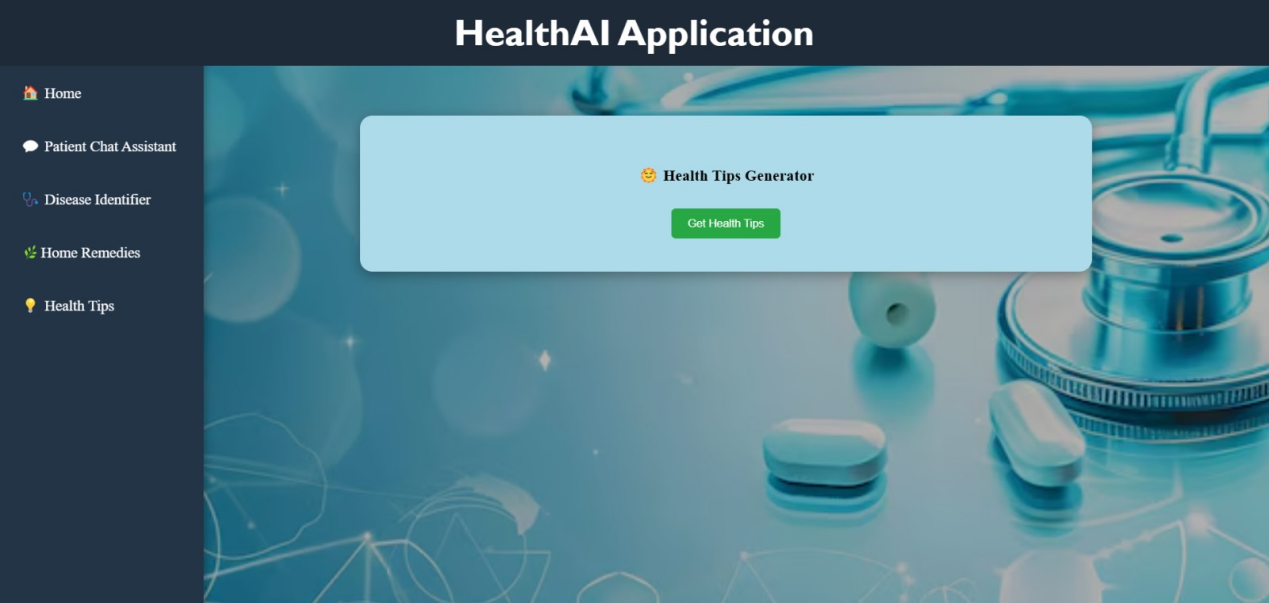 HealthAI Application
🏠 Home
💬 Patient Chat Assistant
🩺 Disease Identifier
🌿 Home Remedies
💡 Health Tips
🌞 Health Tips Generator
Get Health Tips